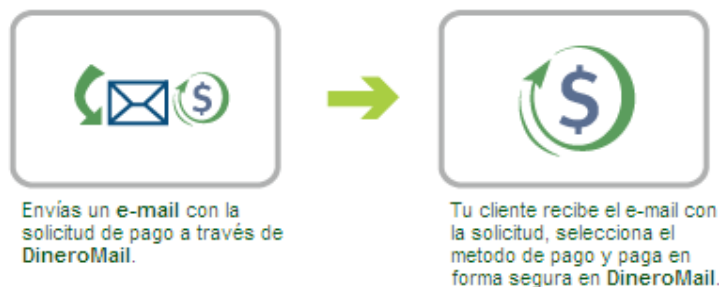 Envías un e-mail con la
solicitud de pago a través de
DineroMail.
Tu cliente recibe el e-mail con
la solicitud, selecciona el
metodo de pago y paga en
forma segura en DineroMail.